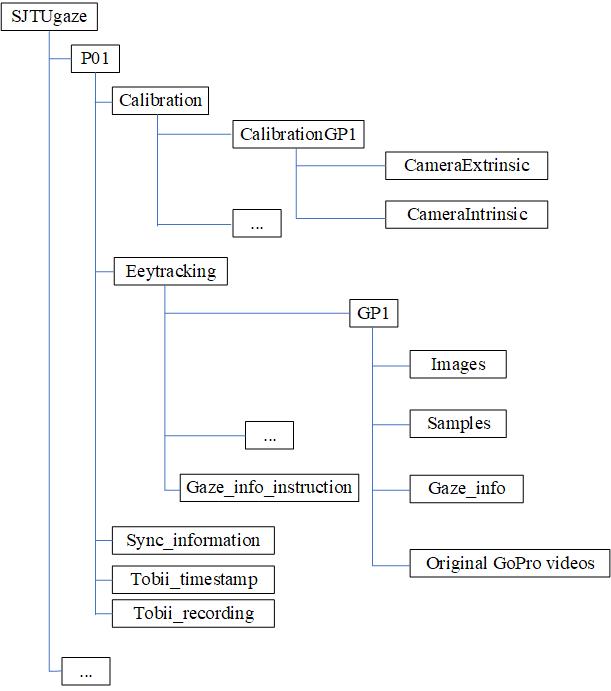 SJTUgaze
P01
Calibration
CalibrationGP1
CameraExtrinsic
CameraIntrinsic
...
Eeytracking
GP1
Images
Samples
...
Gaze_info_instruction
Gaze_info
Sync_information
Original GoPro videos
Tobii_timestamp
Tobii_recording
...